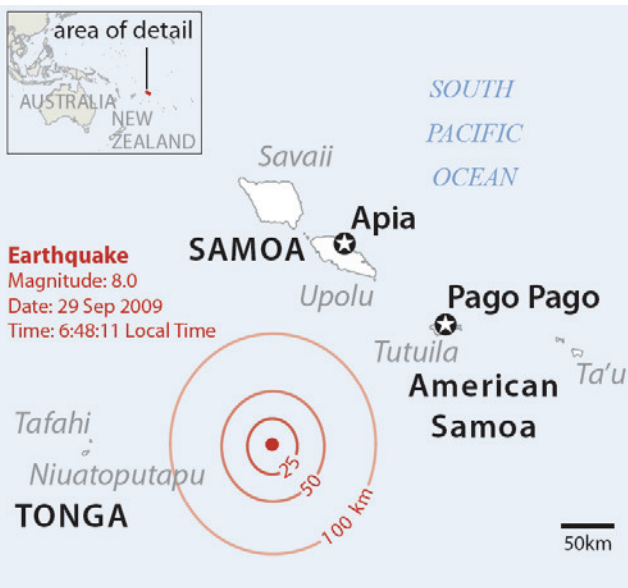 area of detail
AUSTRALIA
NEW
ZEALAND
SOUTH
PACIFIC
OCEAN
Savaii
Apia
SAMOA
Upolu
Earthquake
Magnitude: 8.0
Date: 29 Sep 2009
Time: 6:48:11 Local Time
Pago Pago
Tutuila
Ta'u
American
Samoa
Tafahi
Niuatoputapu
TONGA
25
50
100 km
50km